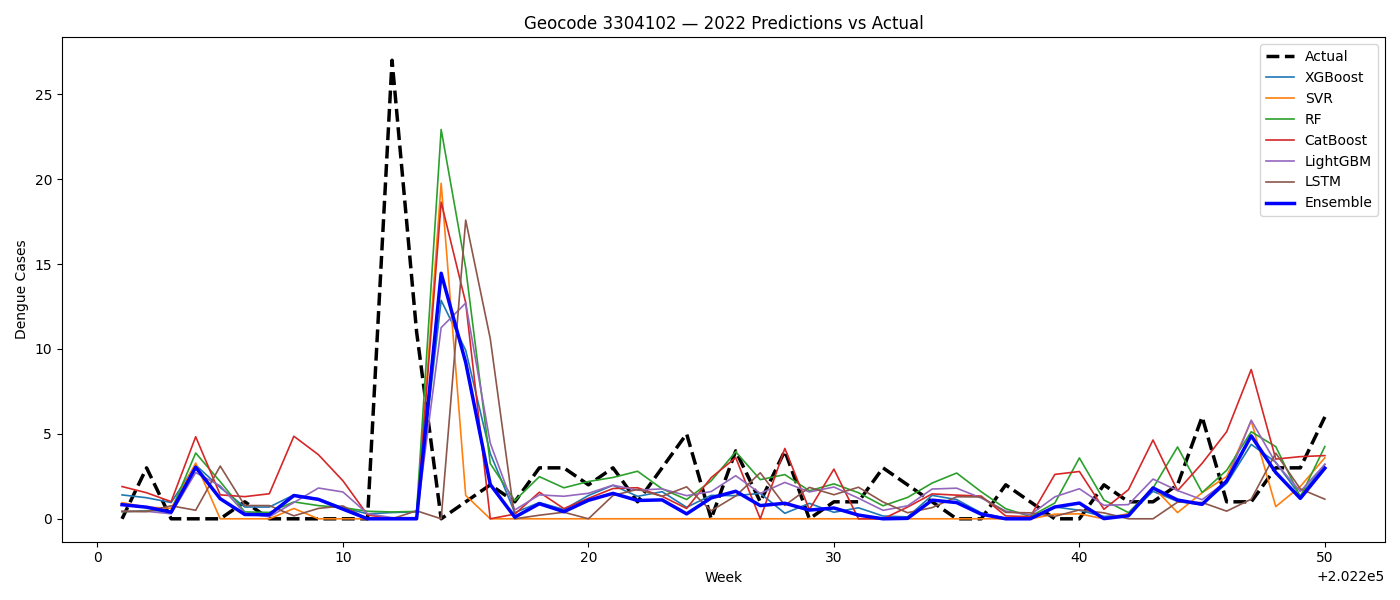 Geocode 3304102 — 2022 Predictions vs Actual
Dengue Cases
25
20
15
10
5
0
Actual
XGBoost
SVR
RF
CatBoost
LightGBM
LSTM
Ensemble
0 10 20 30 40 50
+2.022e5
Week